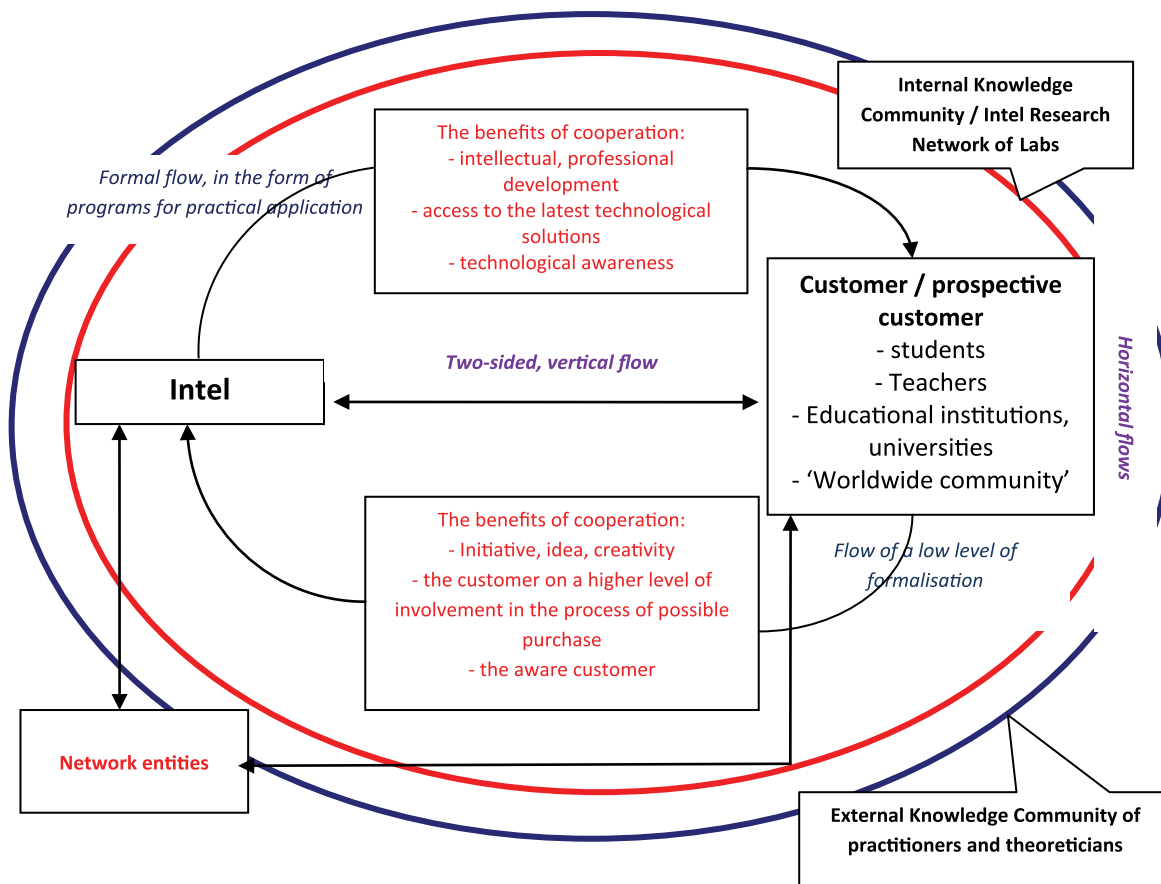 Internal Knowledge
Community / Intel Research
Network of Labs
The benefits of cooperation:
- intellectual, professional
development
- access to the latest technological
solutions
- technological awareness
Formal flow, in the form of
programs for practical application
Customer / prospective
customer
- students
- Teachers
- Educational institutions,
universities
- ‘Worldwide community’
Two-sided, vertical flow
Horizontal flows
Intel
The benefits of cooperation:
- Initiative, idea, creativity
- the customer on a higher level of
involvement in the process of possible
purchase
- the aware customer
Flow of a low level of
formalisation
Network entities
External Knowledge Community of
practitioners and theoreticians